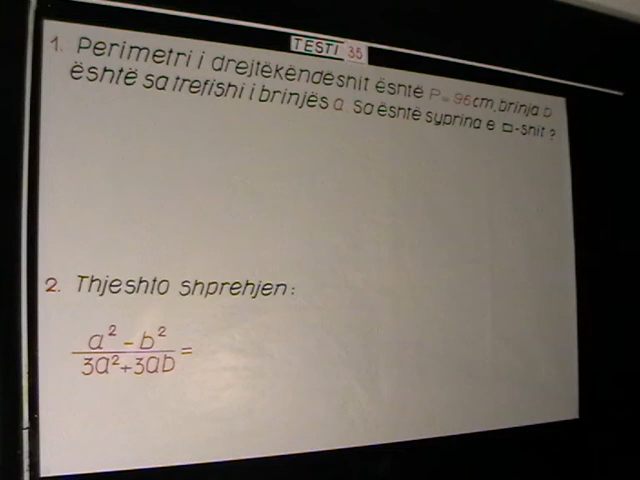 TESTI 35
1. Perimetri i drejtëkëndëshit është P=96cm, brinja b
është sa trefishi i brinjës a. Sa është syprina e ▭-shit?
2. Thjeshto shprehjen:
a² - b²
3a²+3ab =